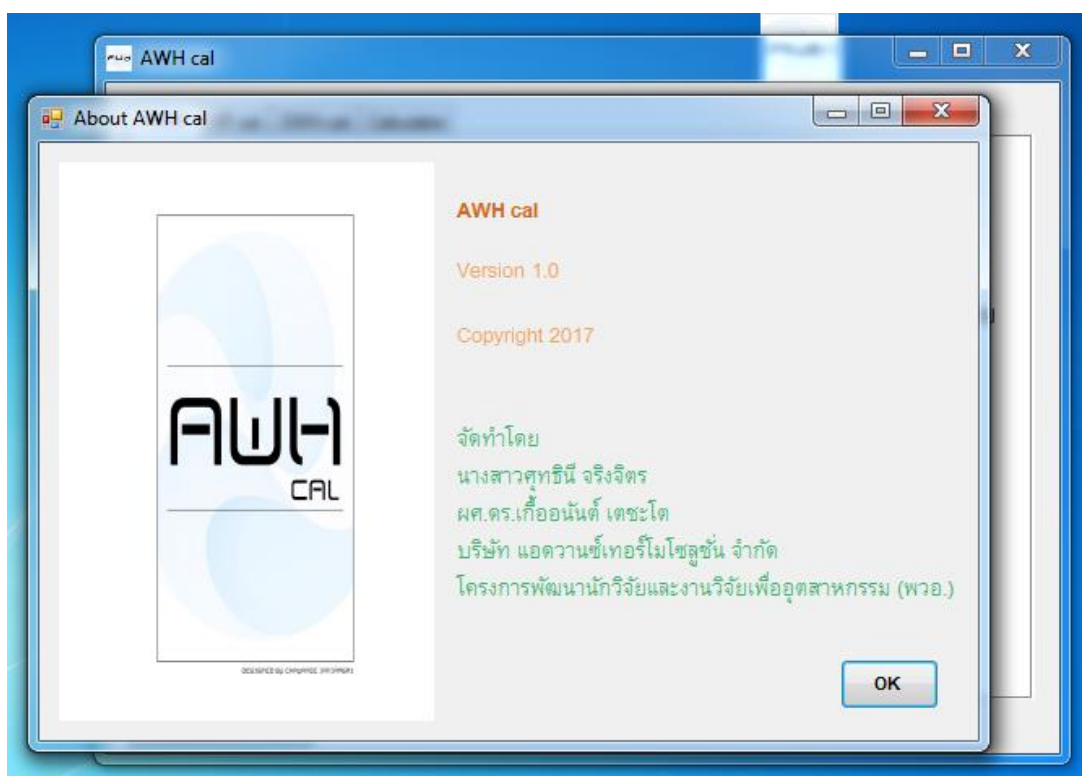 AWH cal
About AWH cal
AWH
CAL
AWH cal
Version 1.0
Copyright 2017
จัดทำโดย
นางสาวศุทธินี จริงจิตร
ผศ.ดร.เกื้ออนันต์ เตชะโต
บริษัท แอดวานซ์เทอร์โมโซลูชั่น จำกัด
โครงการพัฒนานักวิจัยและงานวิจัยเพื่ออุตสาหกรรม (พวอ.)
DESIGNED BY
OK